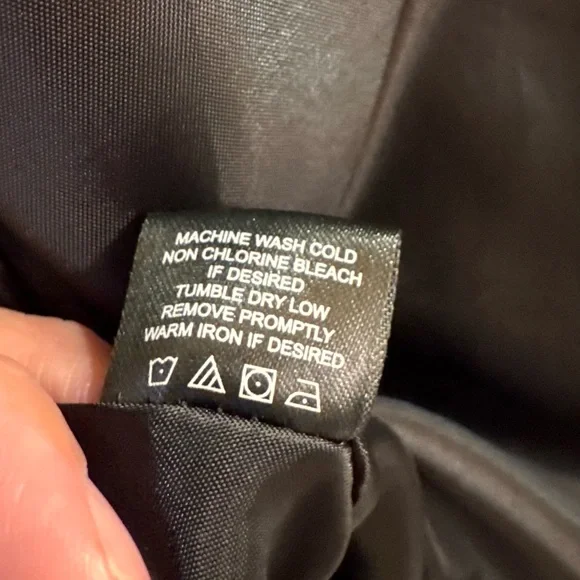 MACHINE WASH COLD
NON CHLORINE BLEACH
IF DESIRED
TUMBLE DRY LOW
REMOVE PROMPTLY
WARM IRON IF DESIRED